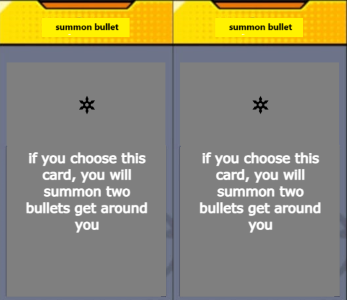 summon bullet
if you choose this
card, you will
summon two
bullets get around
you
summon bullet
if you choose this
card, you will
summon two
bullets get around
you